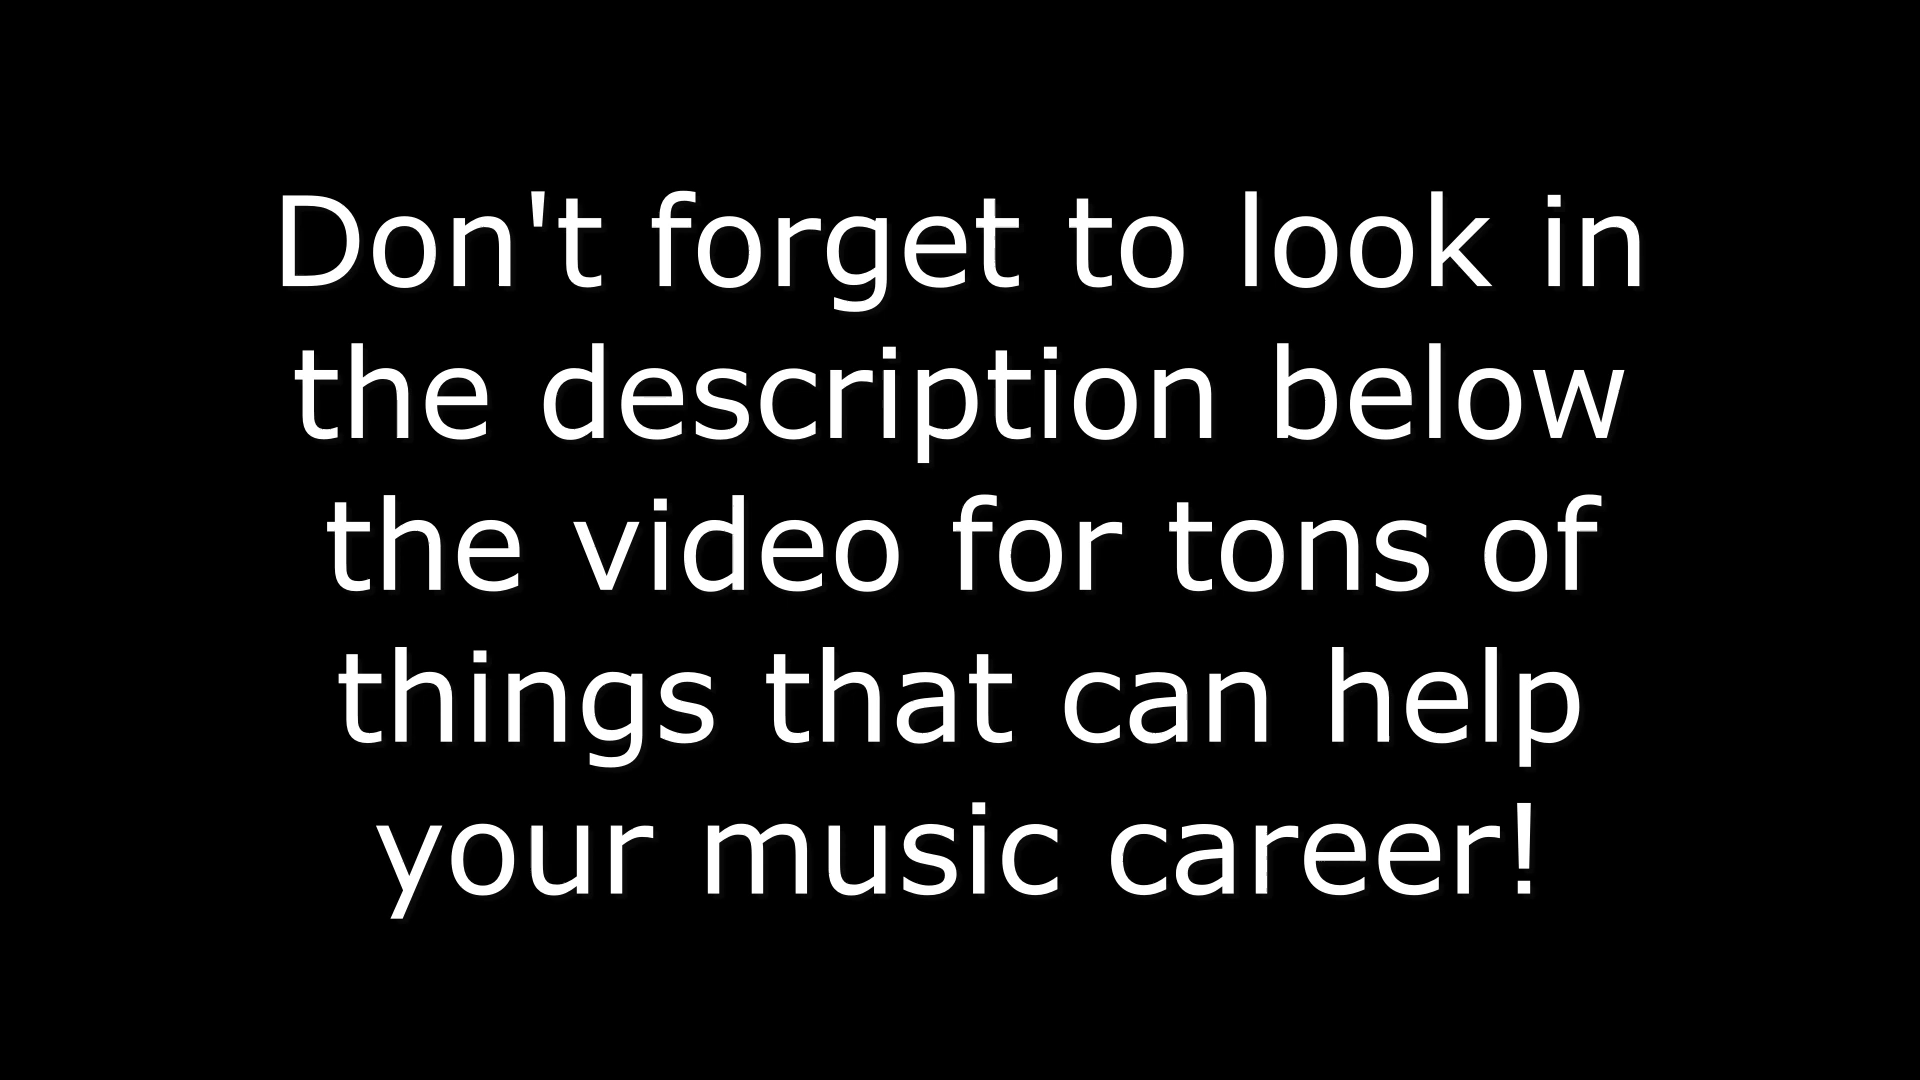 Don't forget to look in
the description below
the video for tons of
things that can help
your music career!